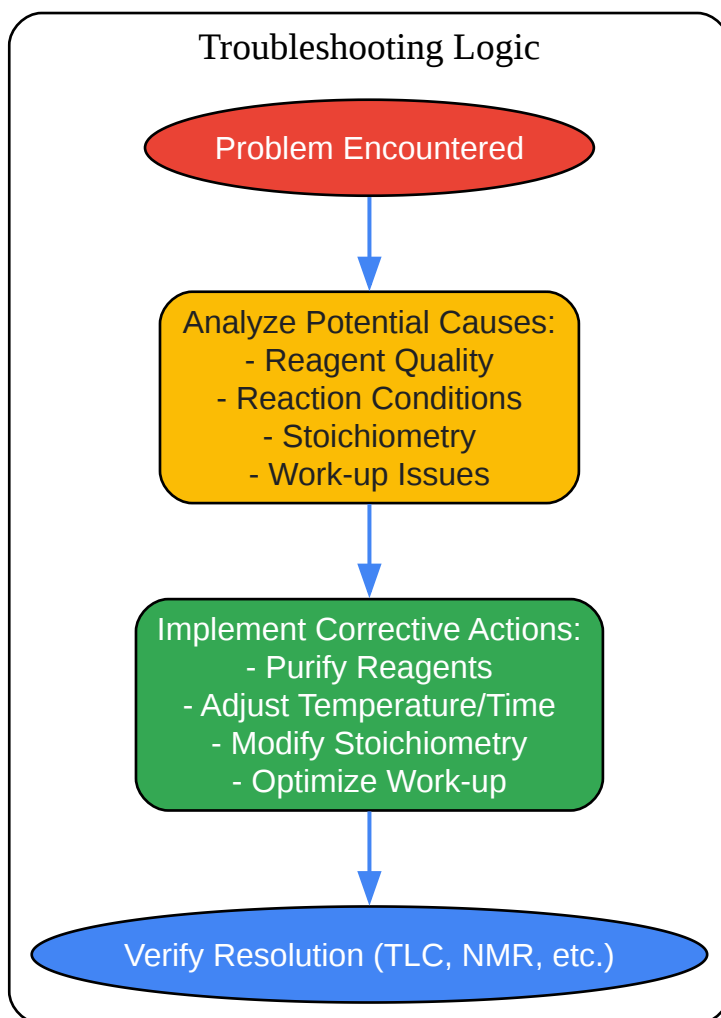 Troubleshooting Logic
Problem Encountered
Analyze Potential Causes:
- Reagent Quality
- Reaction Conditions
- Stoichiometry
- Work-up Issues
Implement Corrective Actions:
- Purify Reagents
- Adjust Temperature/Time
- Modify Stoichiometry
- Optimize Work-up
Verify Resolution (TLC, NMR, etc.)